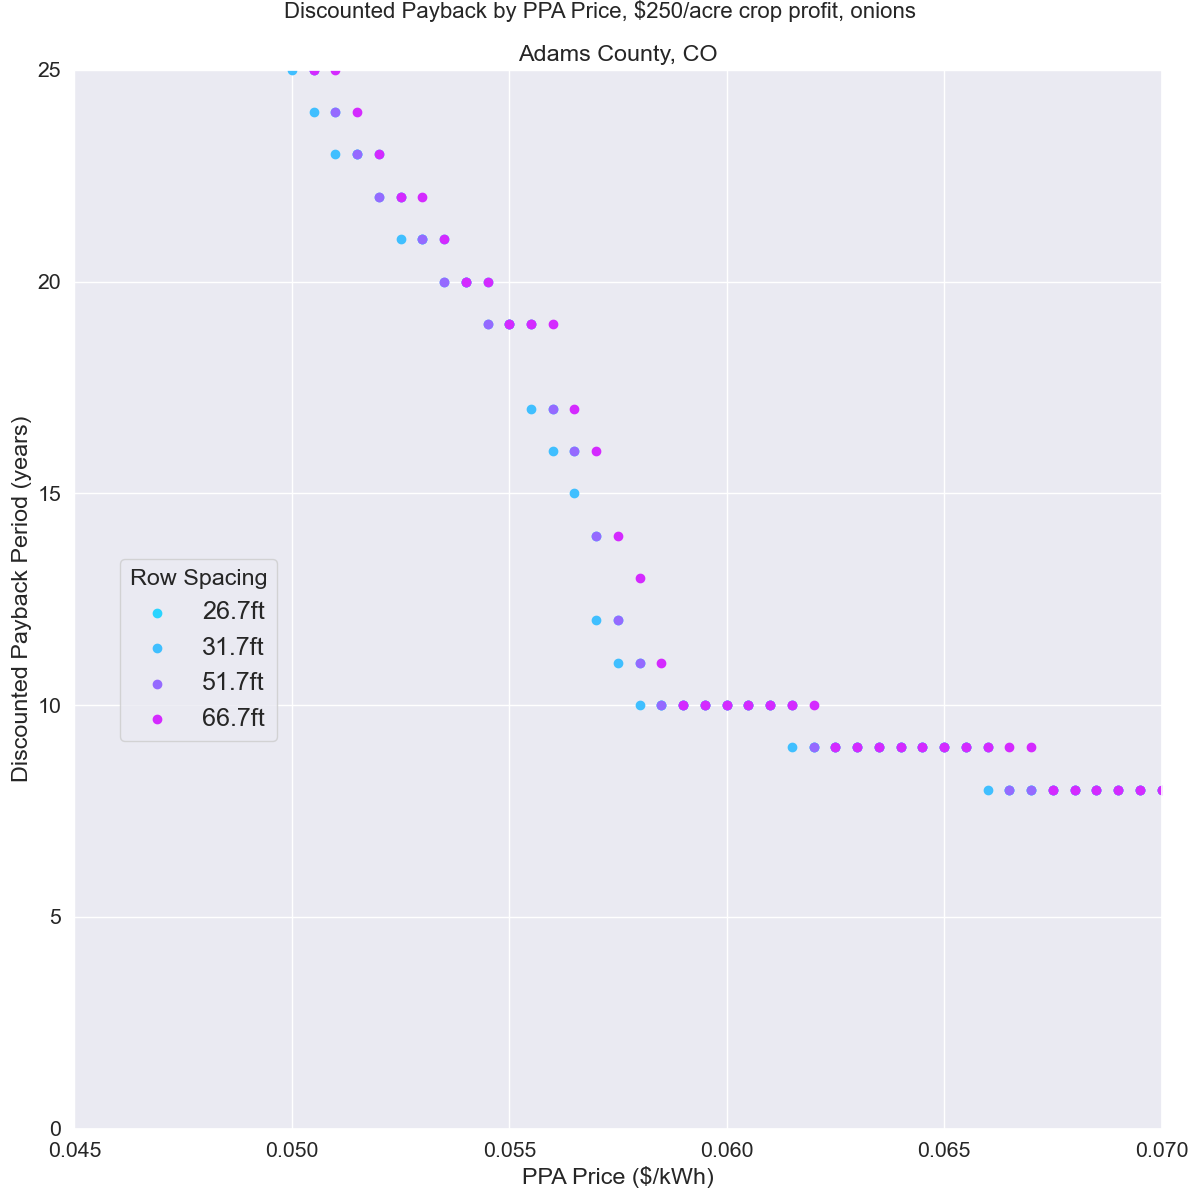 Discounted Payback by PPA Price, $250/acre crop profit, onions
Adams County, CO
25
20
15
10
5
0
Discounted Payback Period (years)
Row Spacing
26.7ft
31.7ft
51.7ft
66.7ft
0.045 0.050 0.055 0.060 0.065 0.070
PPA Price ($/kWh)